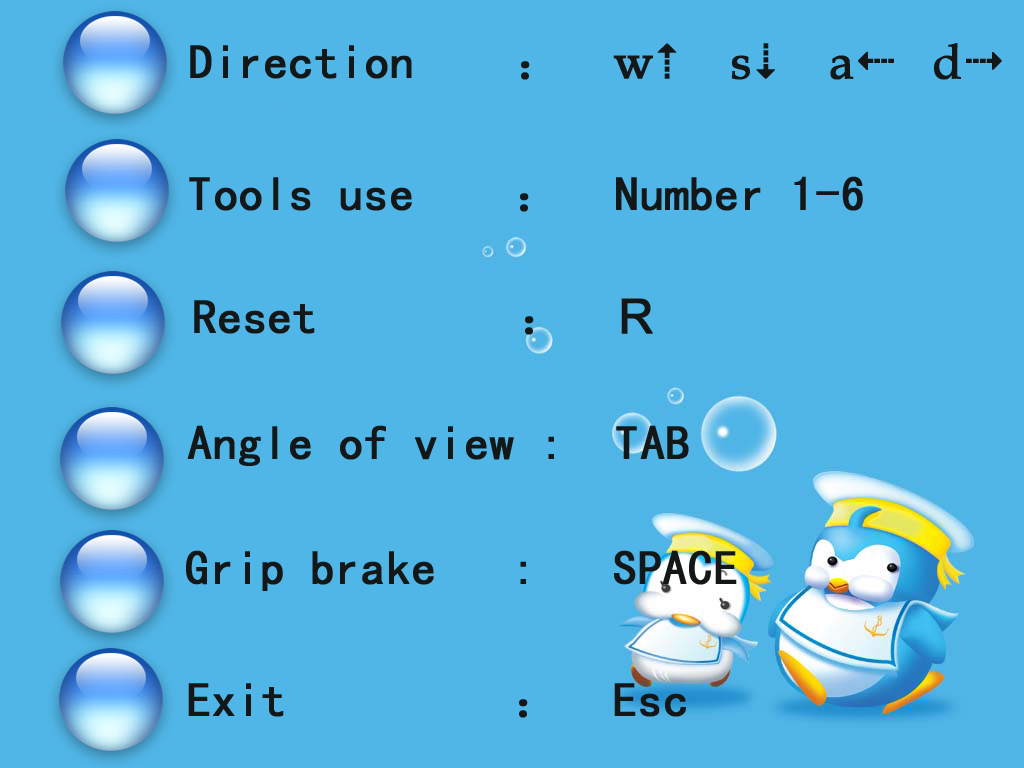 Direction : w⇡ s⇣ a⇠ d⇢
Tools use : Number 1-6
Reset : R
Angle of view : TAB
Grip brake : SPACE
Exit : Esc